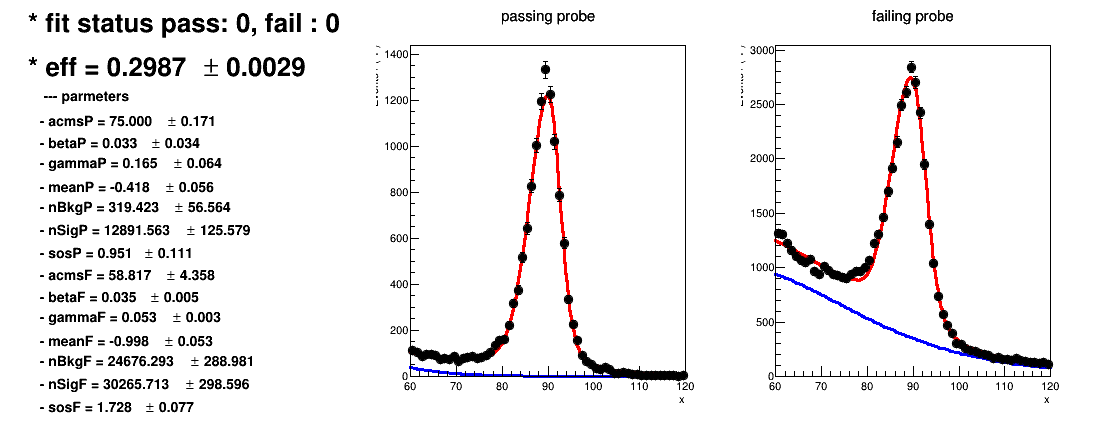 * fit status pass: 0, fail : 0
* eff = 0.2987 ± 0.0029
--- parmeters
- acmsP = 75.000 ± 0.171
- betaP = 0.033 ± 0.034
- gammaP = 0.165 ± 0.064
- meanP = -0.418 ± 0.056
- nBkgP = 319.423 ± 56.564
- nSigP = 12891.563 ± 125.579
- sosP = 0.951 ± 0.111
- acmsF = 58.817 ± 4.358
- betaF = 0.035 ± 0.005
- gammaF = 0.053 ± 0.003
- meanF = -0.998 ± 0.053
- nBkgF = 24676.293 ± 288.981
- nSigF = 30265.713 ± 298.596
- sosF = 1.728 ± 0.077
passing probe
1400
1200
1000
800
600
400
200
0
60 70 80 90 100 110 120
x
failing probe
3000
2500
2000
1500
1000
500
0
60 70 80 90 100 110 120
x